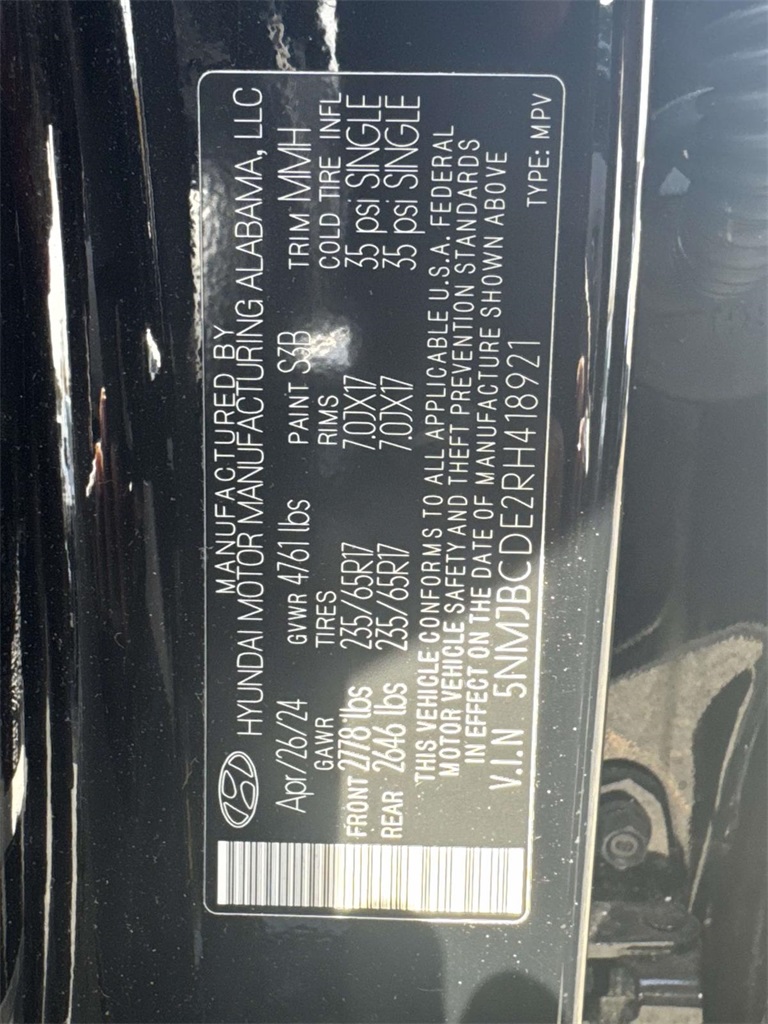 MANUFACTURED BY
HYUNDAI MOTOR MANUFACTURING ALABAMA, LLC
Apr/26/24 GVWR 4761 lbs PAINT S3B TRIM MMH
GAWR TIRES RIMS COLD TIRE INFL
FRONT 2778 lbs 235/65R17 7.0JX17 35 psi SINGLE
REAR 2646 lbs 235/65R17 7.0JX17 35 psi SINGLE
THIS VEHICLE CONFORMS TO ALL APPLICABLE U.S.A. FEDERAL
MOTOR VEHICLE SAFETY AND THEFT PREVENTION STANDARDS
IN EFFECT ON THE DATE OF MANUFACTURE SHOWN ABOVE
V.I.N 5NMJBCDE2RH418921 TYPE: MPV